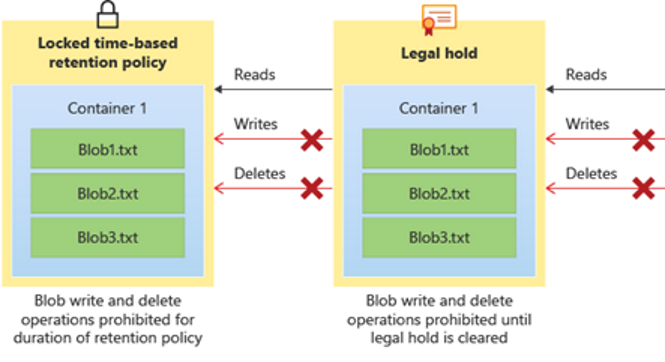 Locked time-based
retention policy
Container 1
Blob1.txt
Blob2.txt
Blob3.txt
Blob write and delete
operations prohibited for
duration of retention policy
Reads
Writes
Deletes
Legal hold
Container 1
Blob1.txt
Blob2.txt
Blob3.txt
Blob write and delete
operations prohibited until
legal hold is cleared
Reads
Writes
Deletes